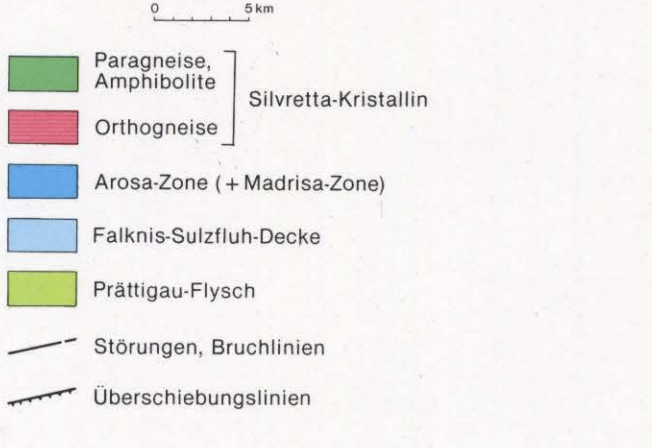 0 5 km
Paragneise,
Amphibolite
Silvretta-Kristallin
Orthogneise
Arosa-Zone (+ Madrisa-Zone)
Falknis-Sulzfluh-Decke
Prättigau-Flysch
Störungen, Bruchlinien
Überschiebungslinien